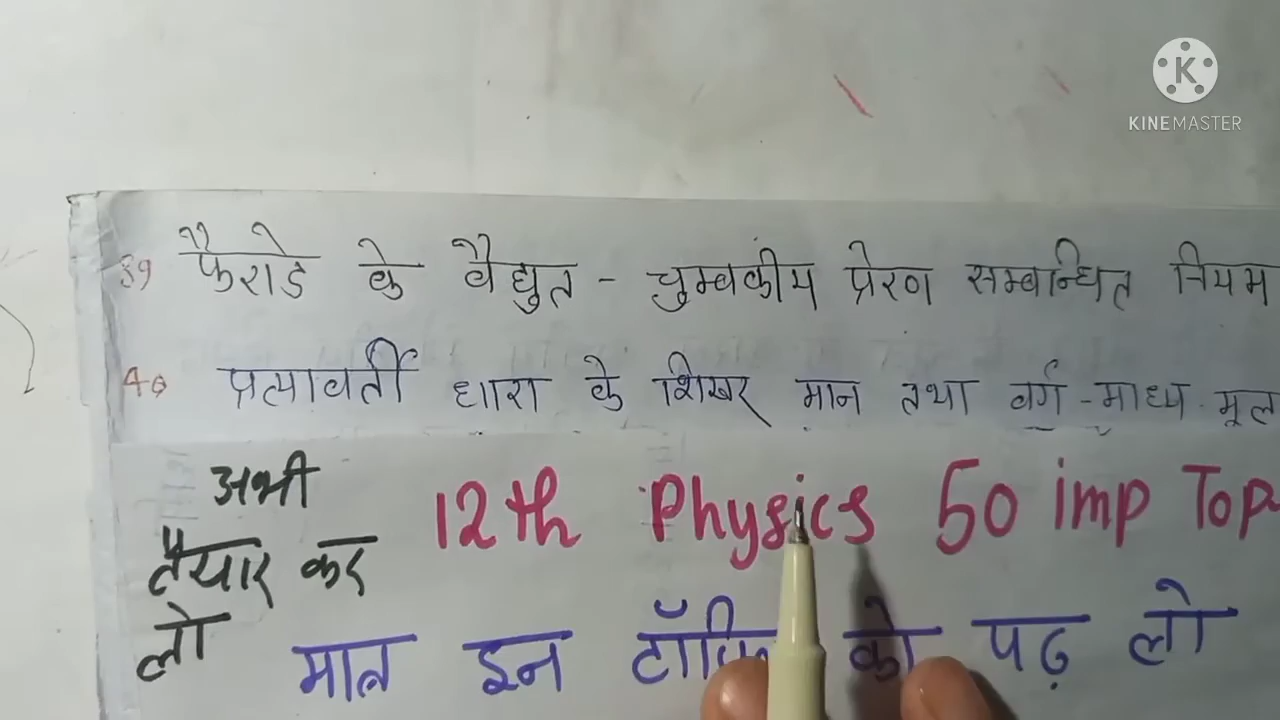 KINEMASTER
39 फैराडे के वैद्युत - चुम्बकीय प्रेरण सम्बन्धित नियम
40 प्रत्यावर्ती धारा के शिखर मान तथा वर्ग - माध्य मूल
अभी
तैयार कर
लो
12th Physics 50 imp Top
मात्र इन को पढ़ लो